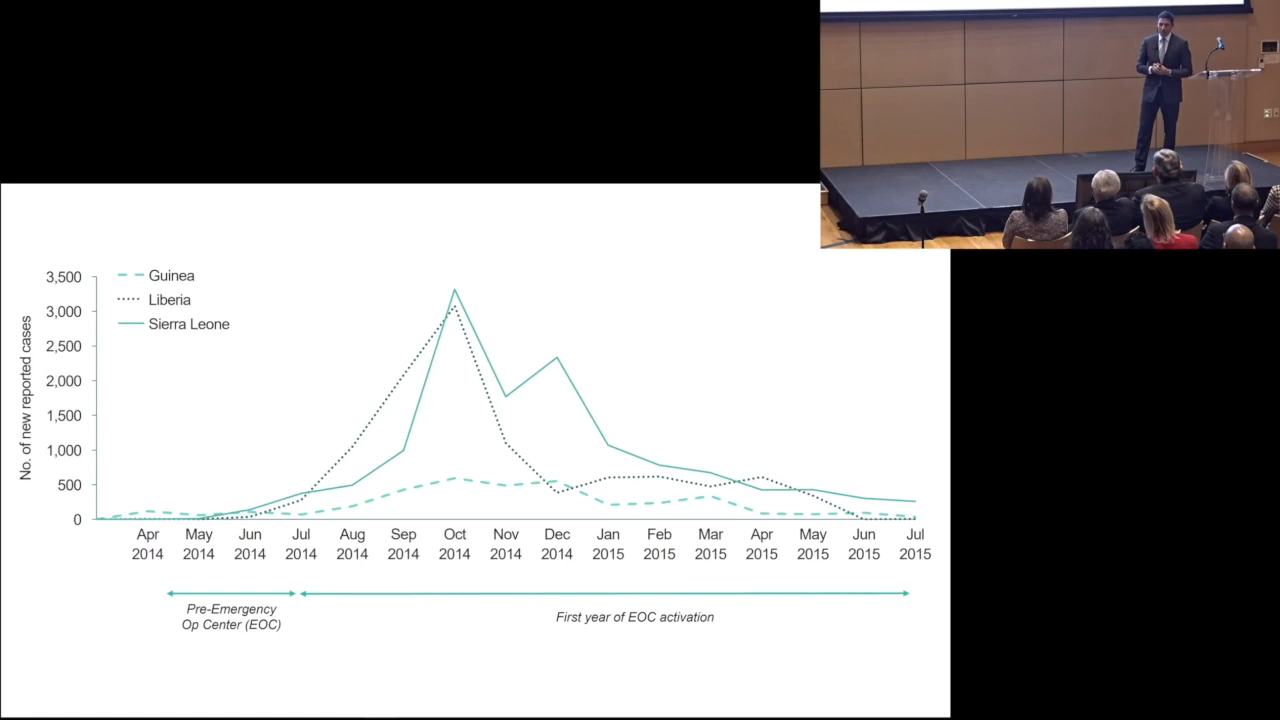 3,500
3,000
2,500
2,000
1,500
1,000
500
0
No. of new reported cases
Guinea
Liberia
Sierra Leone
Apr May Jun Jul Aug Sep Oct Nov Dec Jan Feb Mar Apr May Jun Jul
2014 2014 2014 2014 2014 2014 2014 2014 2014 2015 2015 2015 2015 2015 2015 2015
Pre-Emergency
Op Center (EOC)
First year of EOC activation